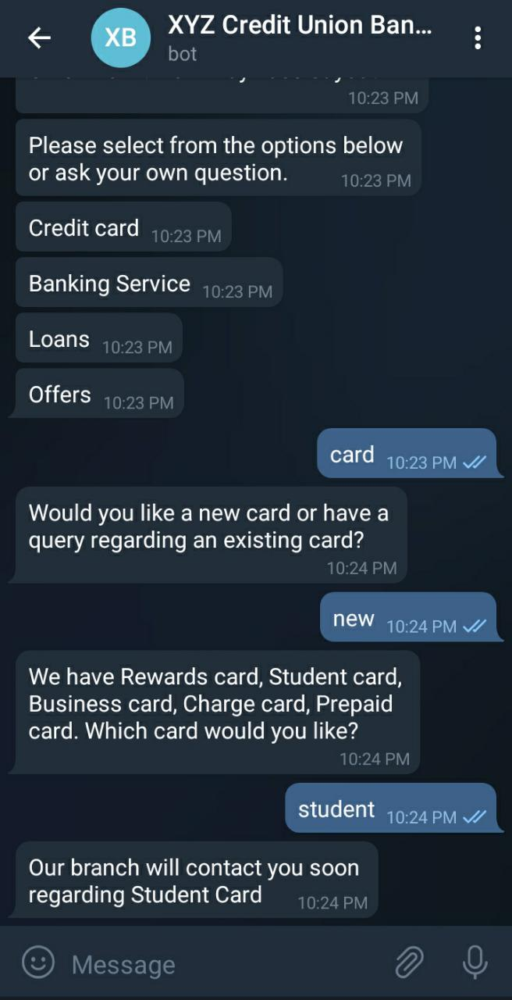 XB
XYZ Credit Union Ban...
bot
10:23 PM
Please select from the options below
or ask your own question.
10:23 PM
Credit card 10:23 PM
Banking Service 10:23 PM
Loans 10:23 PM
Offers 10:23 PM
card 10:23 PM
Would you like a new card or have a
query regarding an existing card?
10:24 PM
new 10:24 PM
We have Rewards card, Student card,
Business card, Charge card, Prepaid
card. Which card would you like?
10:24 PM
student 10:24 PM
Our branch will contact you soon
regarding Student Card 10:24 PM
Message